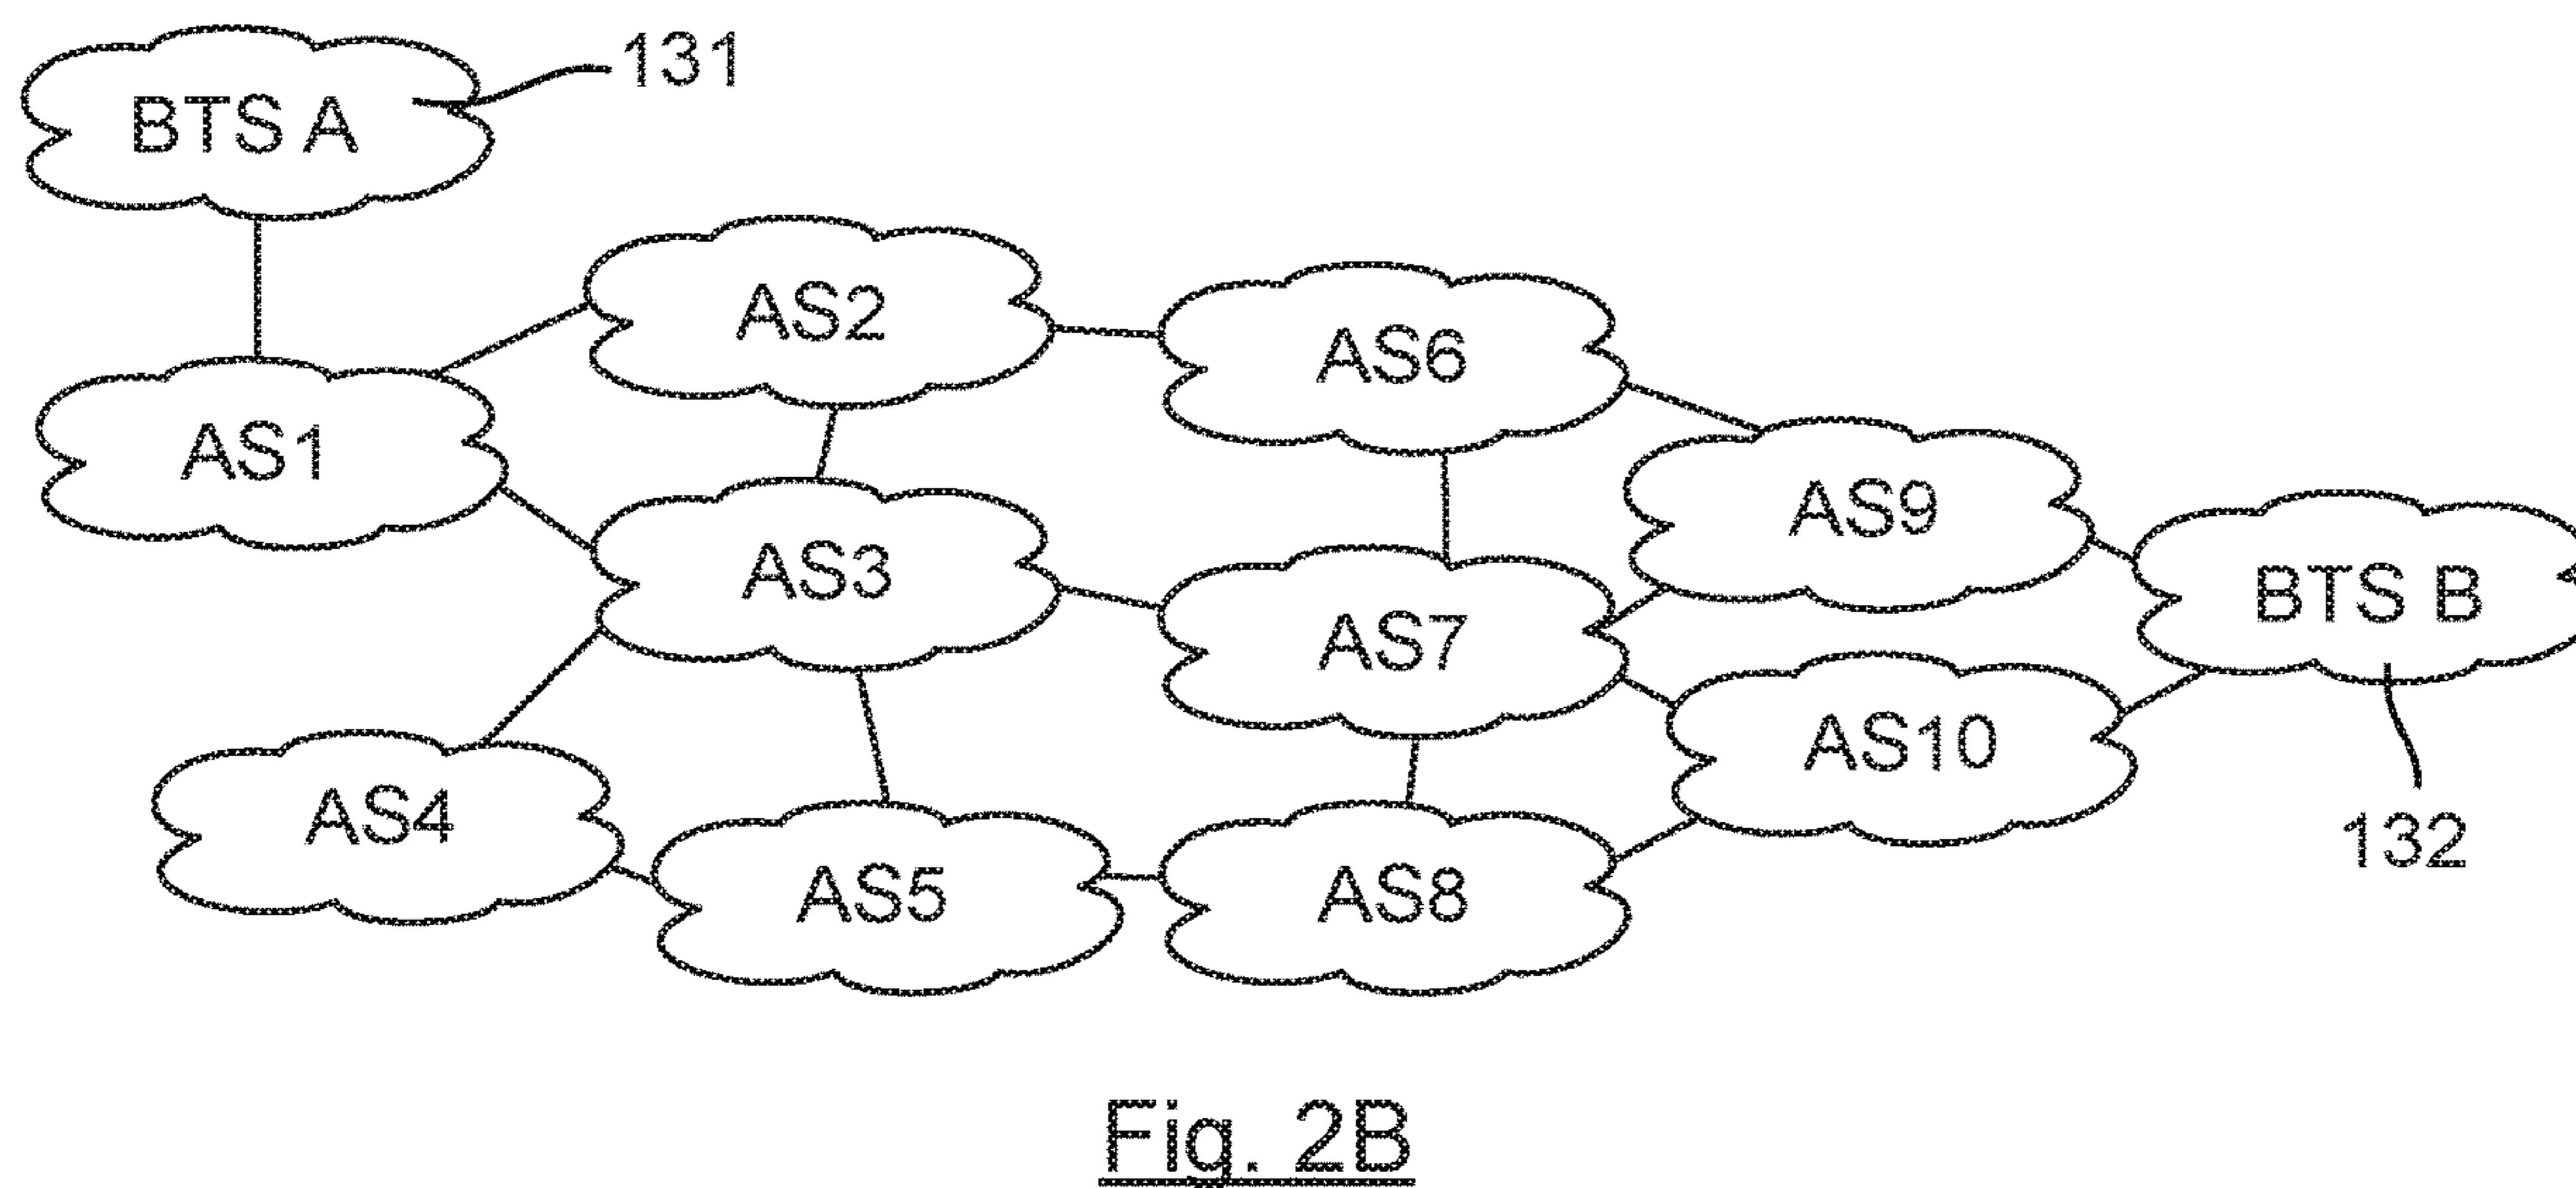 131
BTS A
AS2
AS6
AS1
AS9
AS3
BTS B
AS7
AS10
AS4
132
AS5
AS8
Fig. 2B